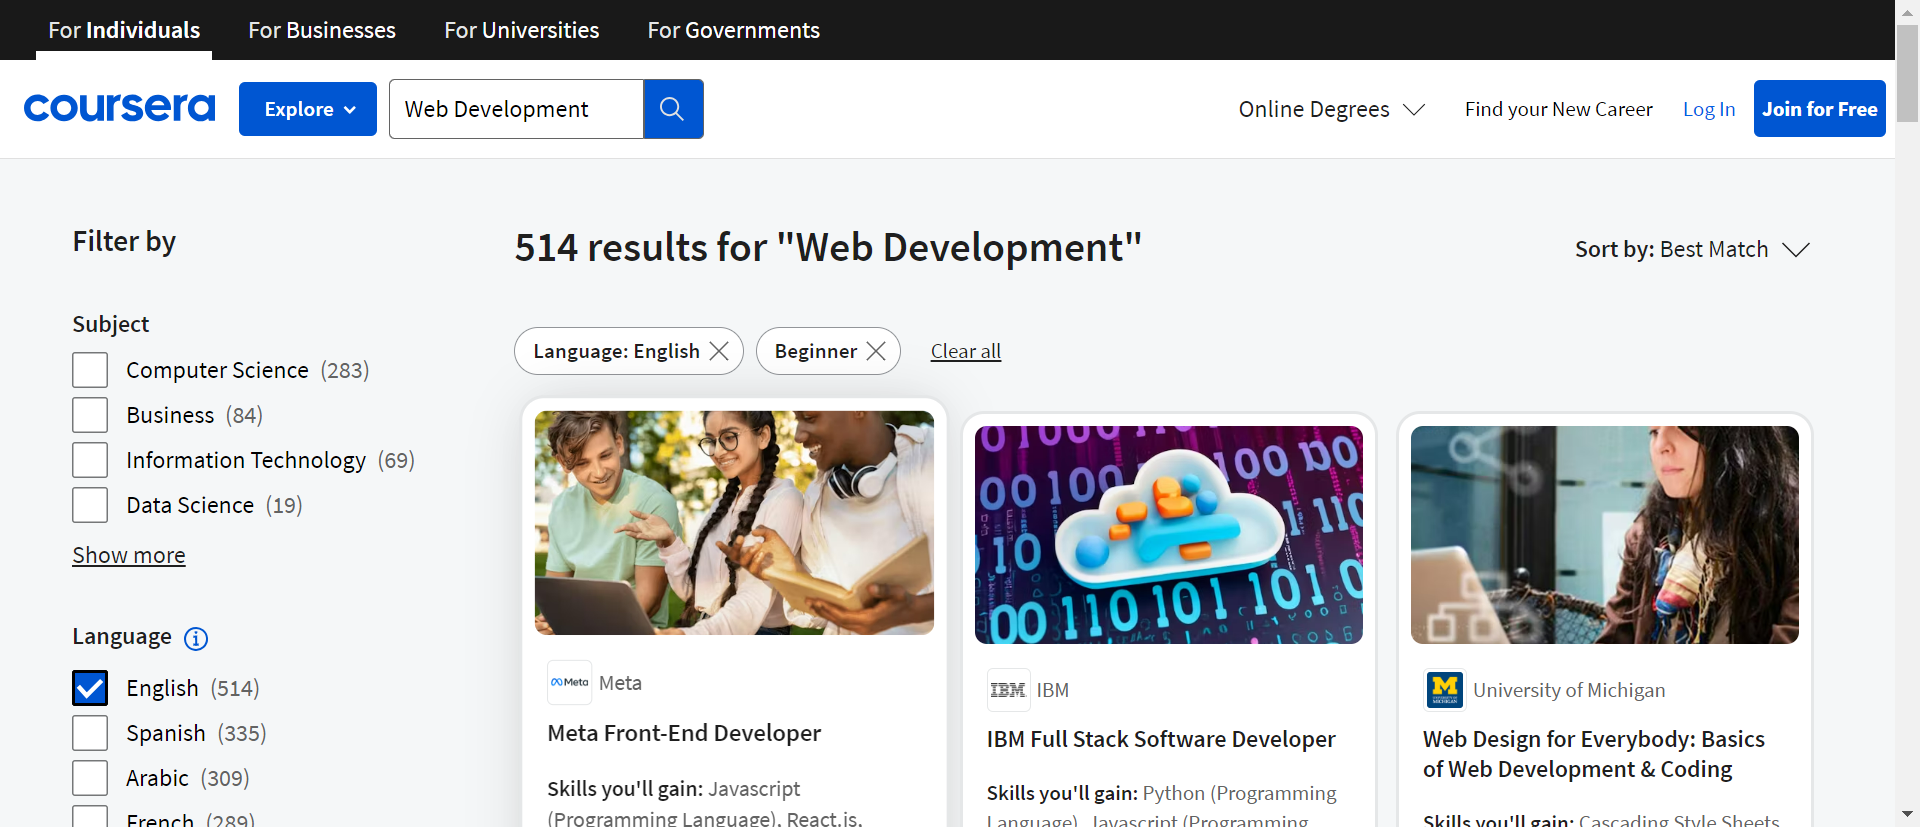 For Individuals
For Businesses
For Universities
For Governments
coursera
Explore
Web Development
Online Degrees
Find your New Career
Log In
Join for Free
Filter by
514 results for "Web Development"
Sort by: Best Match
Subject
Computer Science (283)
Business (84)
Information Technology (69)
Data Science (19)
Show more
Language
English (514)
Spanish (335)
Arabic (309)
French (289)
Language: English
Beginner
Clear all
Meta
Meta
Meta Front-End Developer
Skills you'll gain: Javascript
(Programming Language), React.js,
IBM
IBM
IBM Full Stack Software Developer
Skills you'll gain: Python (Programming
Language), Javascript (Programming
University of Michigan
Web Design for Everybody: Basics
of Web Development & Coding
Skills you'll gain: Cascading Style Sheets